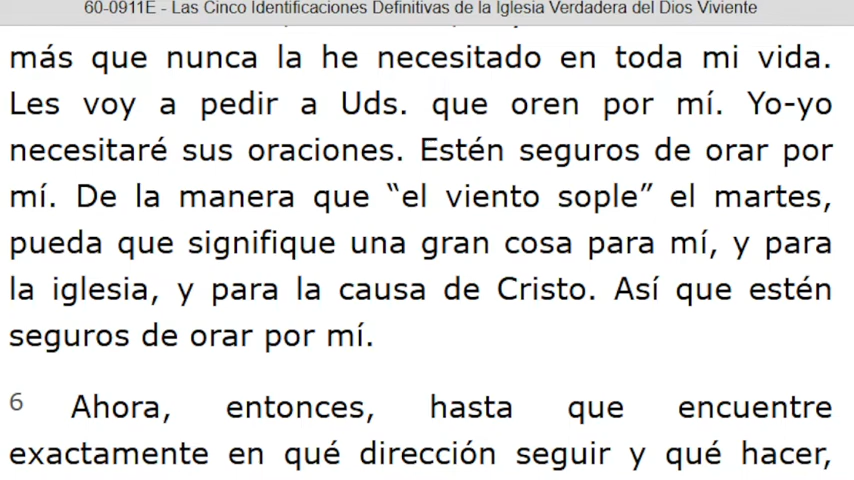 60-0911E - Las Cinco Identificaciones Definitivas de la Iglesia Verdadera del Dios Viviente
más que nunca la he necesitado en toda mi vida.
Les voy a pedir a Uds. que oren por mí. Yo-yo
necesitaré sus oraciones. Estén seguros de orar por
mí. De la manera que “el viento sople” el martes,
pueda que signifique una gran cosa para mí, y para
la iglesia, y para la causa de Cristo. Así que estén
seguros de orar por mí.
6 Ahora, entonces, hasta que encuentre
exactamente en qué dirección seguir y qué hacer,